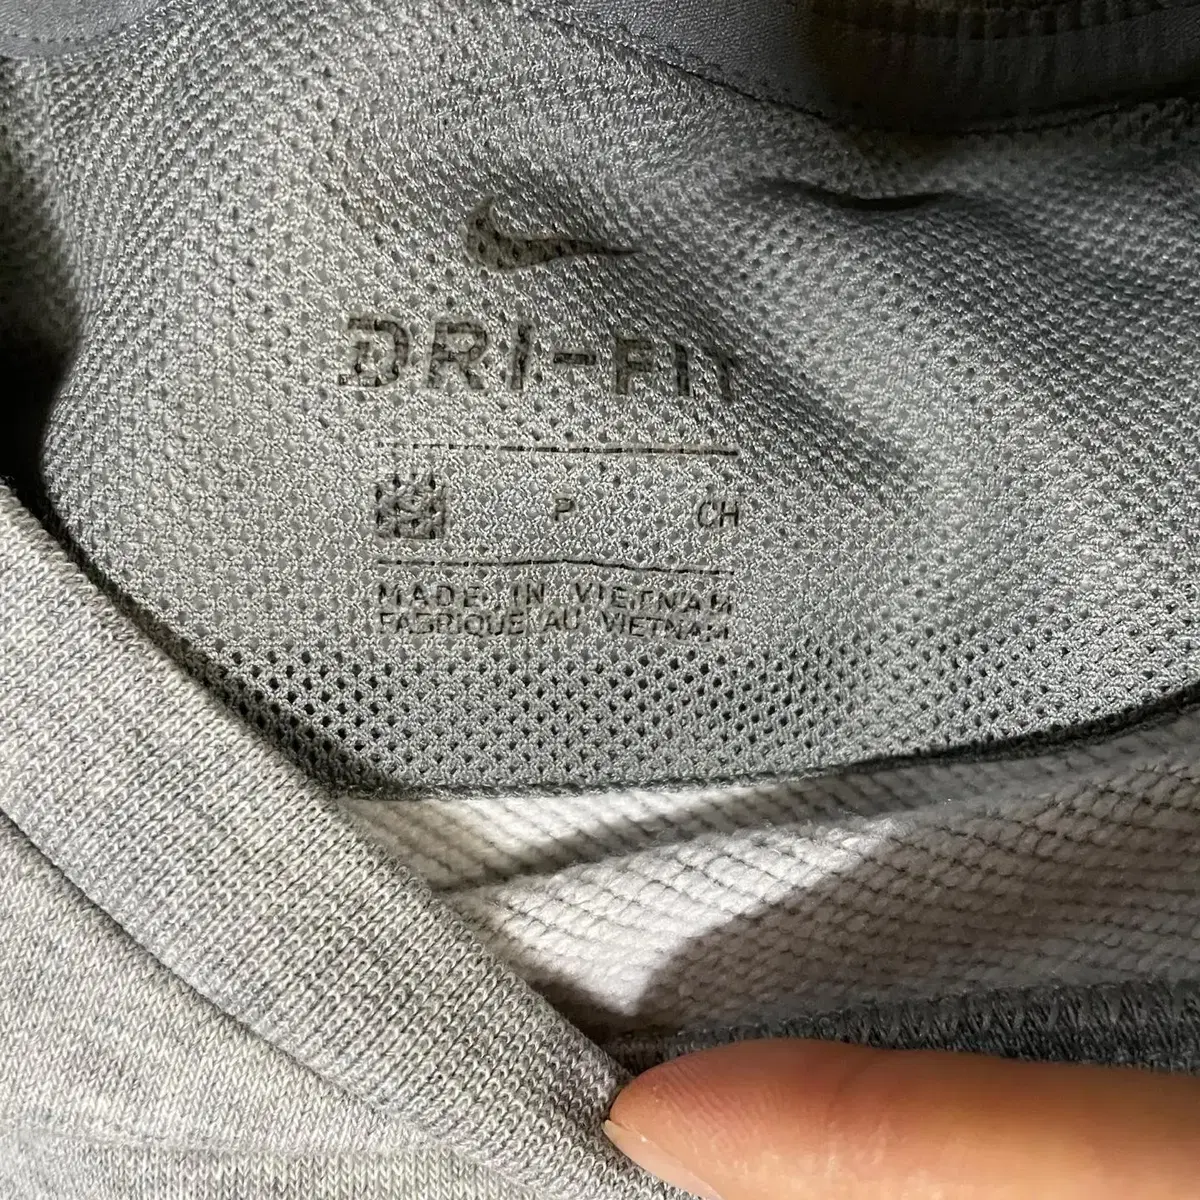 DRI-FIT
S P CH
MADE IN VIETNAM
FABRIQUE AU VIETNAM